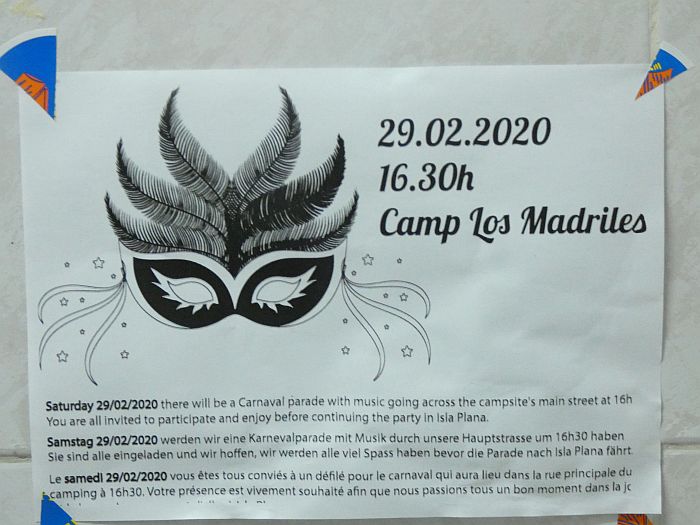 29.02.2020
16.30h
Camp Los Madriles
Saturday 29/02/2020 there will be a Carnaval parade with music going across the campsite's main street at 16h
You are all invited to participate and enjoy before continuing the party in Isla Plana.
Samstag 29/02/2020 werden wir eine Karnevalparade mit Musik durch unsere Hauptstrasse um 16h30 haben
Sie sind alle eingeladen und wir hoffen, wir werden alle viel Spass haben bevor die Parade nach Isla Plana fährt.
Le samedi 29/02/2020 vous êtes tous conviés à un défilé pour le carnaval qui aura lieu dans la rue principale du
camping à 16h30. Votre présence est vivement souhaité afin que nous passions tous un bon moment dans la